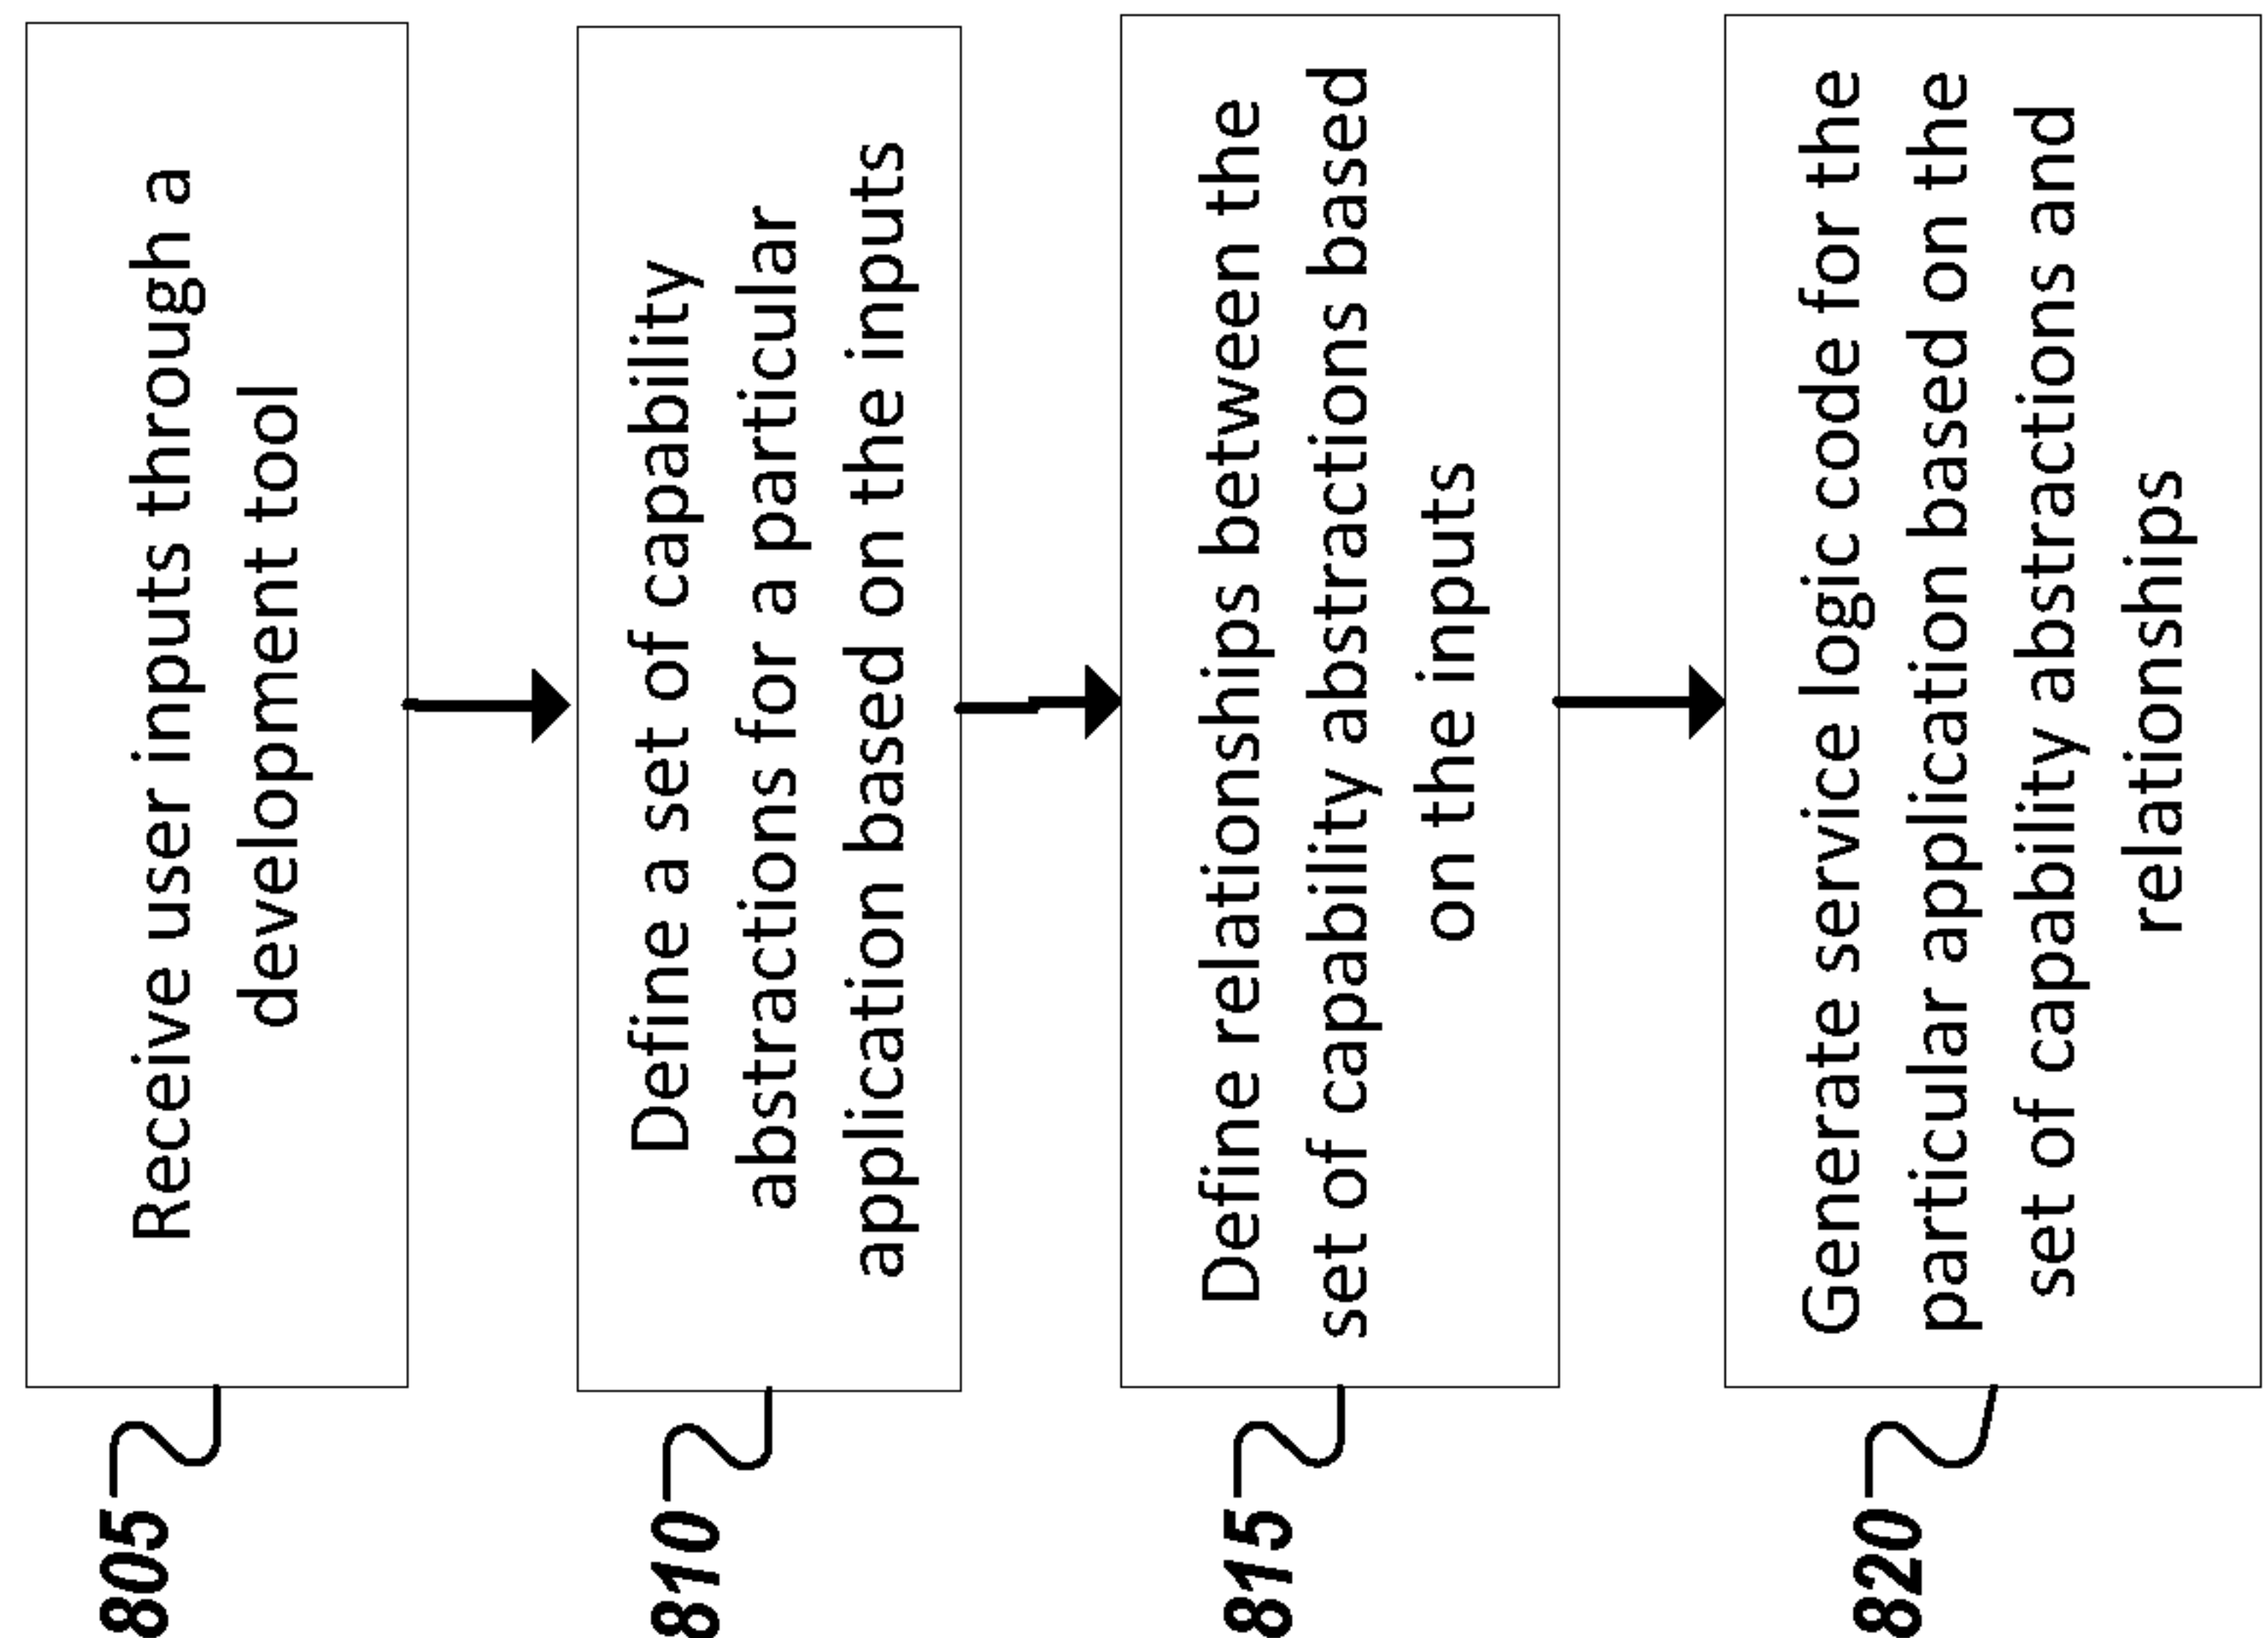 805
Receive user inputs through a
development tool
810
Define a set of capability
abstractions for a particular
application based on the inputs
815
Define relationships between the
set of capability abstractions based
on the inputs
820
Generate service logic code for the
particular application based on the
set of capability abstractions and
relationships